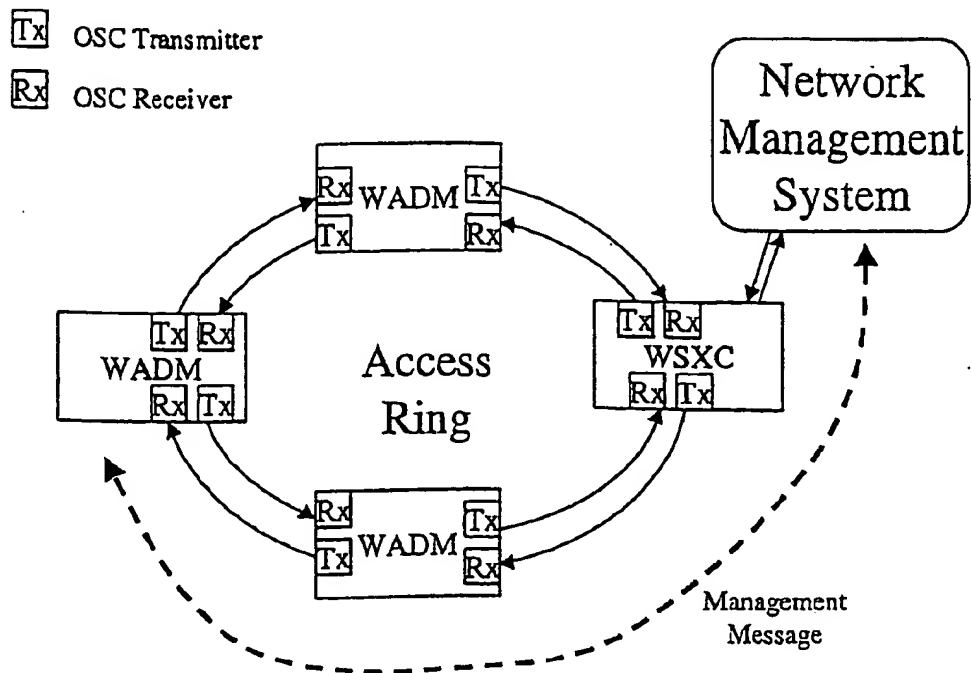 Tx OSC Transmitter
Rx OSC Receiver
Network
Management
System
Rx Tx
WADM
Tx Rx
Tx Rx
WADM
Rx Tx
Access
Ring
Tx Rx
WSXC
Rx Tx
Rx Tx
WADM
Tx Rx
Management
Message